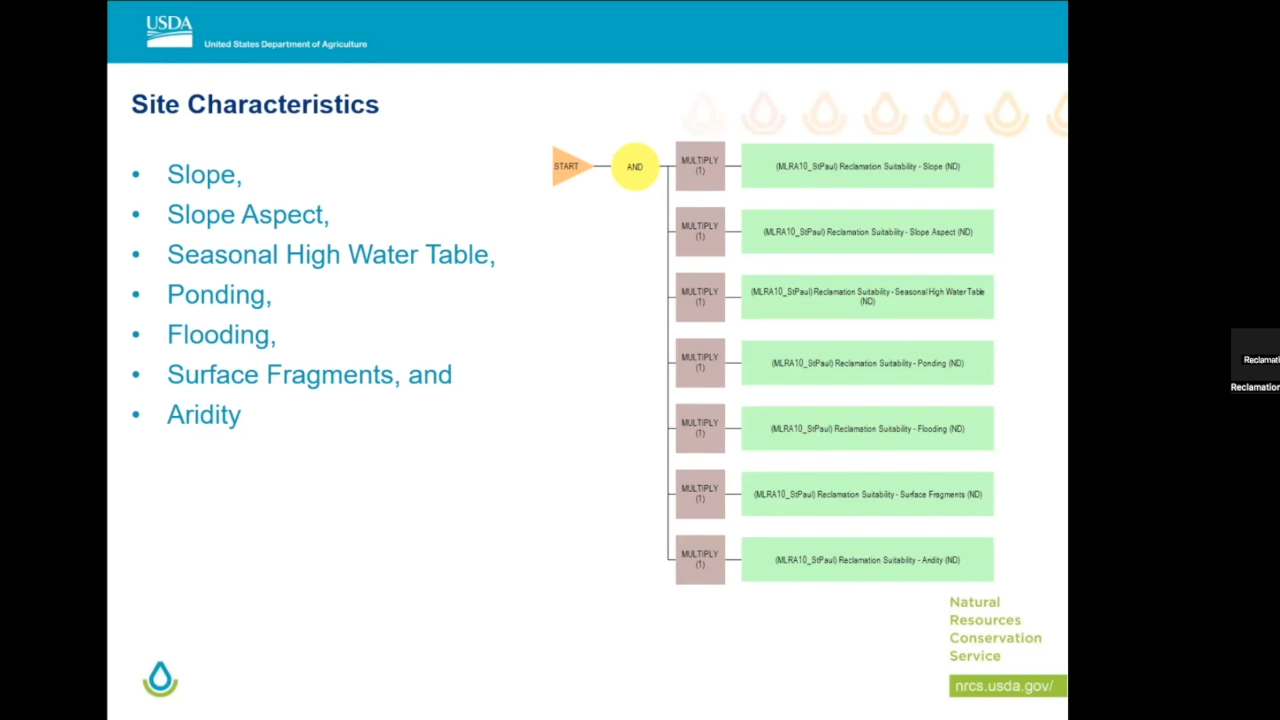 USDA
United States Department of Agriculture
Site Characteristics
• Slope,
• Slope Aspect,
• Seasonal High Water Table,
• Ponding,
• Flooding,
• Surface Fragments, and
• Aridity
START
AND
MULTIPLY
(1)
(MLRA10_StPaul) Reclamation Suitability - Slope (ND)
MULTIPLY
(1)
(MLRA10_StPaul) Reclamation Suitability - Slope Aspect (ND)
MULTIPLY
(1)
(MLRA10_StPaul) Reclamation Suitability - Seasonal High Water Table
(ND)
MULTIPLY
(1)
(MLRA10_StPaul) Reclamation Suitability - Ponding (ND)
MULTIPLY
(1)
(MLRA10_StPaul) Reclamation Suitability - Flooding (ND)
MULTIPLY
(1)
(MLRA10_StPaul) Reclamation Suitability - Surface Fragments (ND)
MULTIPLY
(1)
(MLRA10_StPaul) Reclamation Suitability - Aridity (ND)
Natural
Resources
Conservation
Service
nrcs.usda.gov/
Reclamati
Reclamation